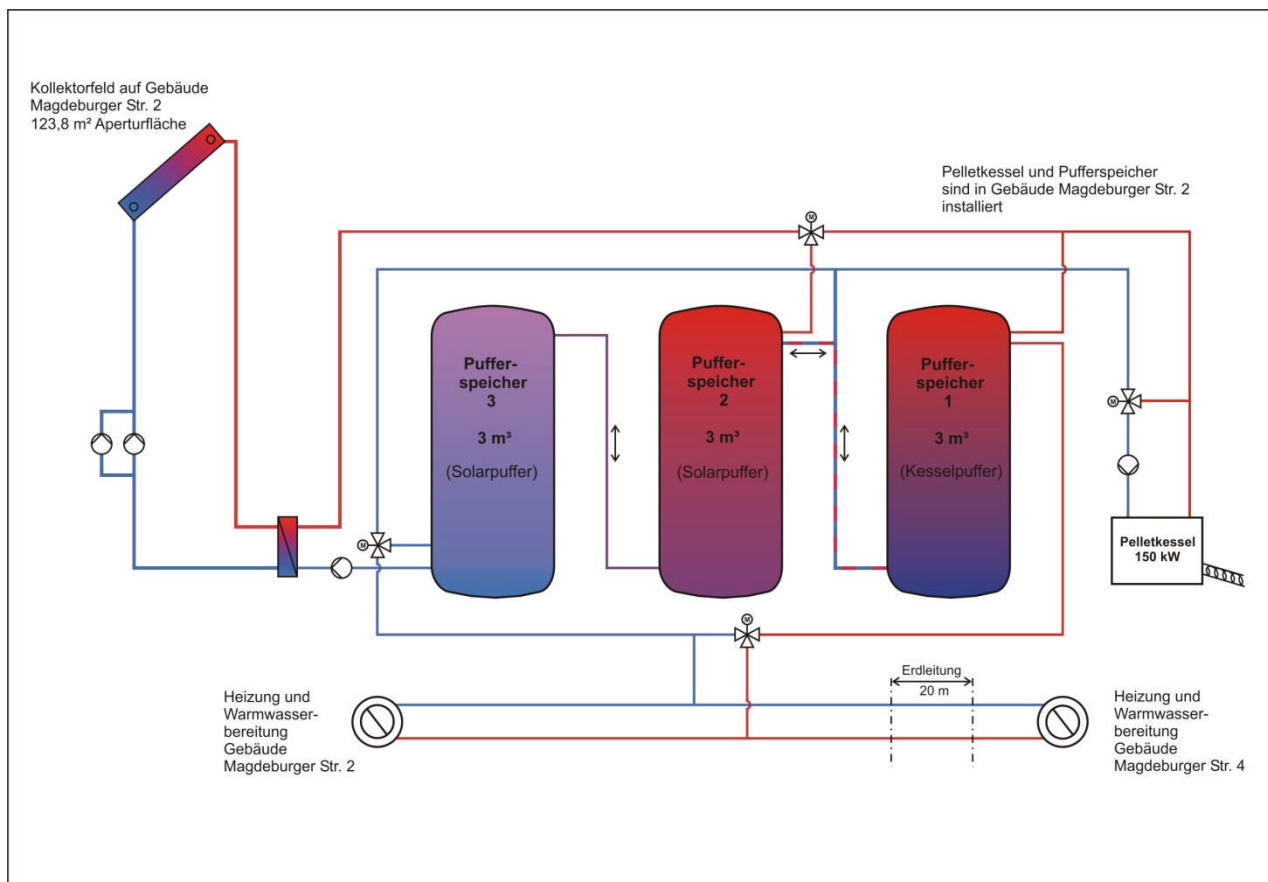 Kollektorfeld auf Gebäude
Magdeburger Str. 2
123,8 m² Aperturfläche
Pelletkessel und Pufferspeicher
sind in Gebäude Magdeburger Str. 2
installiert
M
Puffer-
speicher
3
3 m³
(Solarpuffer)
Puffer-
speicher
2
3 m³
(Solarpuffer)
Puffer-
speicher
1
3 m³
(Kesselpuffer)
M
Pelletkessel
150 kW
M
M
Erdleitung
20 m
Heizung und
Warmwasser-
bereitung
Gebäude
Magdeburger Str. 2
Heizung und
Warmwasser-
bereitung
Gebäude
Magdeburger Str. 4